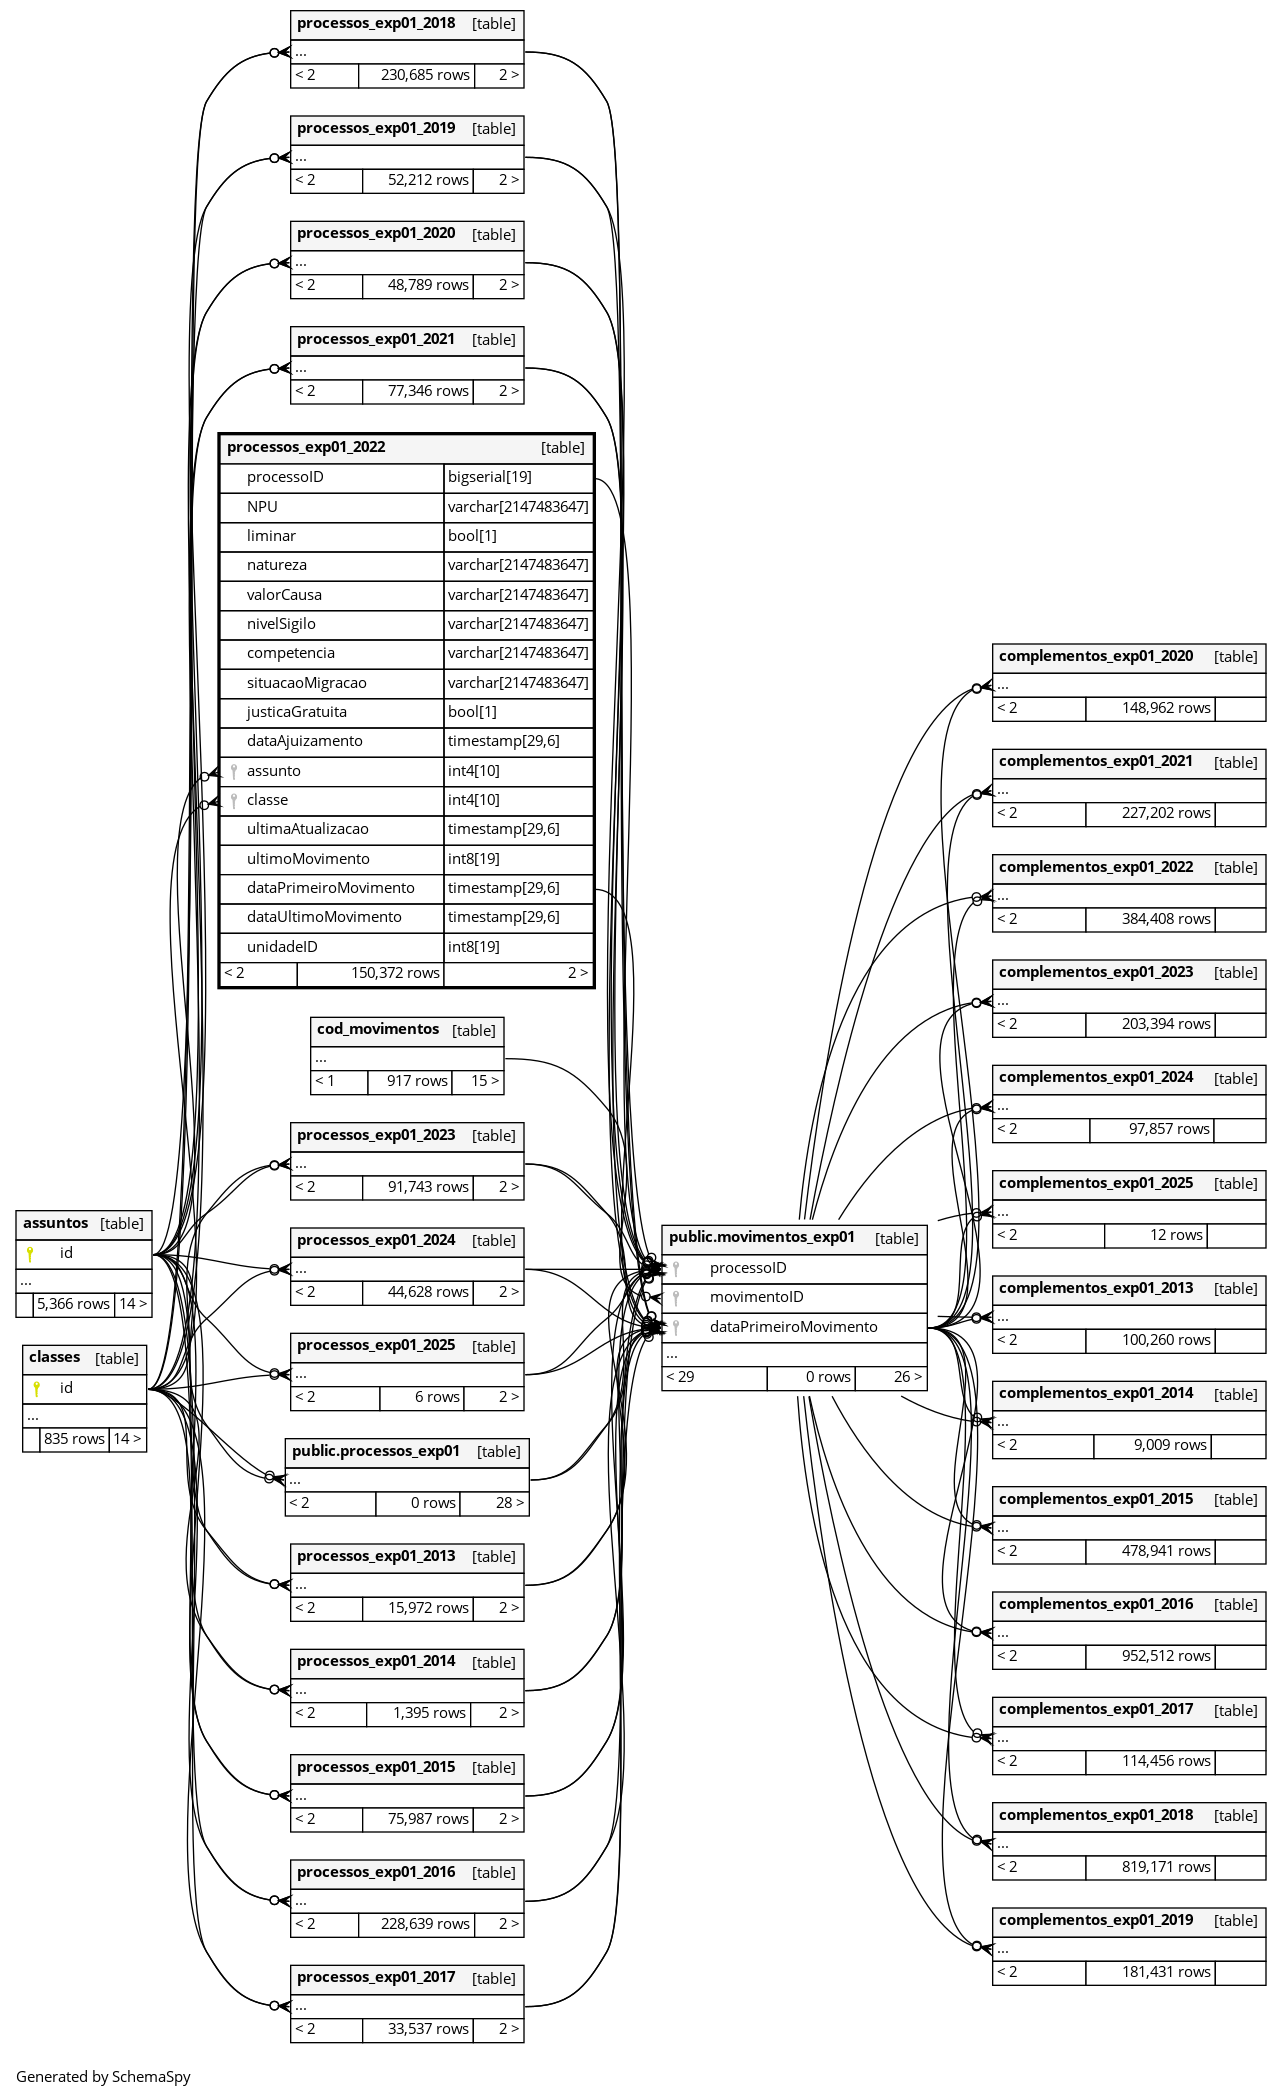 processos_exp01_2018 [table]
...
< 2 230,685 rows 2 >
processos_exp01_2019 [table]
...
< 2 52,212 rows 2 >
processos_exp01_2020 [table]
...
< 2 48,789 rows 2 >
processos_exp01_2021 [table]
...
< 2 77,346 rows 2 >
processos_exp01_2022 [table]
processoID bigserial[19]
NPU varchar[2147483647]
liminar bool[1]
natureza varchar[2147483647]
valorCausa varchar[2147483647]
nivelSigilo varchar[2147483647]
competencia varchar[2147483647]
situacaoMigracao varchar[2147483647]
justicaGratuita bool[1]
dataAjuizamento timestamp[29,6]
assunto int4[10]
classe int4[10]
ultimaAtualizacao timestamp[29,6]
ultimoMovimento int8[19]
dataPrimeiroMovimento timestamp[29,6]
dataUltimoMovimento timestamp[29,6]
unidadeID int8[19]
< 2 150,372 rows 2 >
cod_movimentos [table]
...
< 1 917 rows 15 >
processos_exp01_2023 [table]
...
< 2 91,743 rows 2 >
processos_exp01_2024 [table]
...
< 2 44,628 rows 2 >
processos_exp01_2025 [table]
...
< 2 6 rows 2 >
public.processos_exp01 [table]
...
< 2 0 rows 28 >
processos_exp01_2013 [table]
...
< 2 15,972 rows 2 >
processos_exp01_2014 [table]
...
< 2 1,395 rows 2 >
processos_exp01_2015 [table]
...
< 2 75,987 rows 2 >
processos_exp01_2016 [table]
...
< 2 228,639 rows 2 >
processos_exp01_2017 [table]
...
< 2 33,537 rows 2 >
assuntos [table]
id
...
5,366 rows 14 >
classes [table]
id
...
835 rows 14 >
public.movimentos_exp01 [table]
processoID
movimentoID
dataPrimeiroMovimento
...
< 29 0 rows 26 >
complementos_exp01_2020 [table]
...
< 2 148,962 rows
complementos_exp01_2021 [table]
...
< 2 227,202 rows
complementos_exp01_2022 [table]
...
< 2 384,408 rows
complementos_exp01_2023 [table]
...
< 2 203,394 rows
complementos_exp01_2024 [table]
...
< 2 97,857 rows
complementos_exp01_2025 [table]
...
< 2 12 rows
complementos_exp01_2013 [table]
...
< 2 100,260 rows
complementos_exp01_2014 [table]
...
< 2 9,009 rows
complementos_exp01_2015 [table]
...
< 2 478,941 rows
complementos_exp01_2016 [table]
...
< 2 952,512 rows
complementos_exp01_2017 [table]
...
< 2 114,456 rows
complementos_exp01_2018 [table]
...
< 2 819,171 rows
complementos_exp01_2019 [table]
...
< 2 181,431 rows
Generated by SchemaSpy